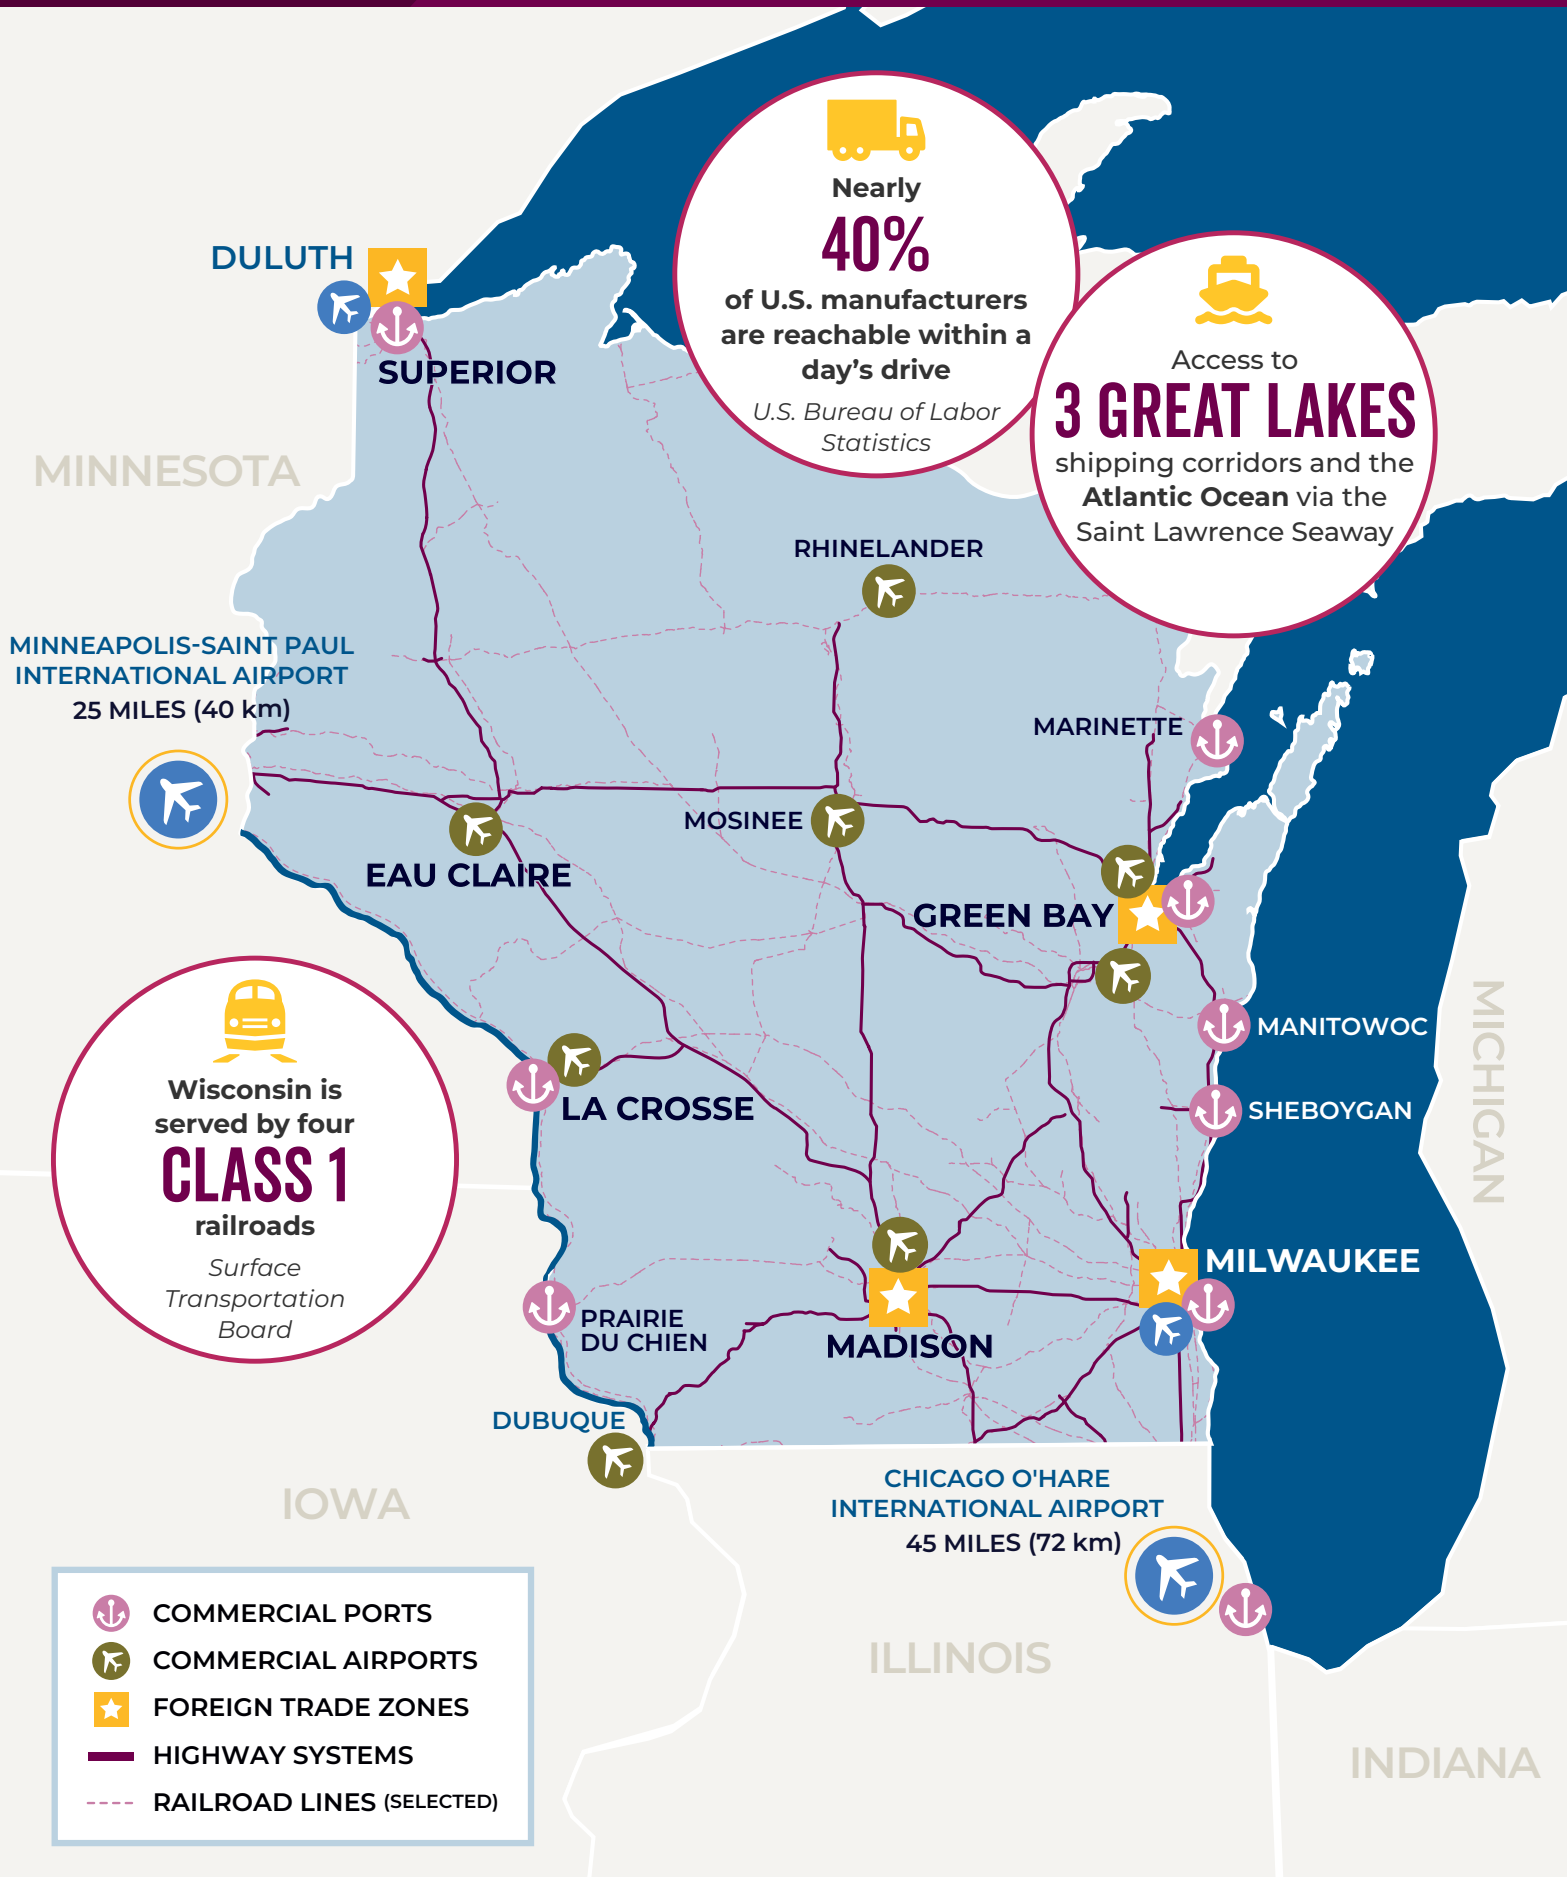 Nearly
40%
of U.S. manufacturers
are reachable within a
day's drive
U.S. Bureau of Labor
Statistics
Access to
3 GREAT LAKES
shipping corridors and the
Atlantic Ocean via the
Saint Lawrence Seaway
DULUTH
SUPERIOR
MINNESOTA
RHINELANDER
MINNEAPOLIS-SAINT PAUL
INTERNATIONAL AIRPORT
25 MILES (40 km)
MARINETTE
MOSINEE
EAU CLAIRE
GREEN BAY
MANITOWOC
MICHIGAN
SHEBOYGAN
LA CROSSE
Wisconsin is
served by four
CLASS 1
railroads
Surface
Transportation
Board
MILWAUKEE
PRAIRIE
DU CHIEN
MADISON
DUBUQUE
IOWA
CHICAGO O'HARE
INTERNATIONAL AIRPORT
45 MILES (72 km)
ILLINOIS
INDIANA
COMMERCIAL PORTS
COMMERCIAL AIRPORTS
FOREIGN TRADE ZONES
HIGHWAY SYSTEMS
RAILROAD LINES (SELECTED)